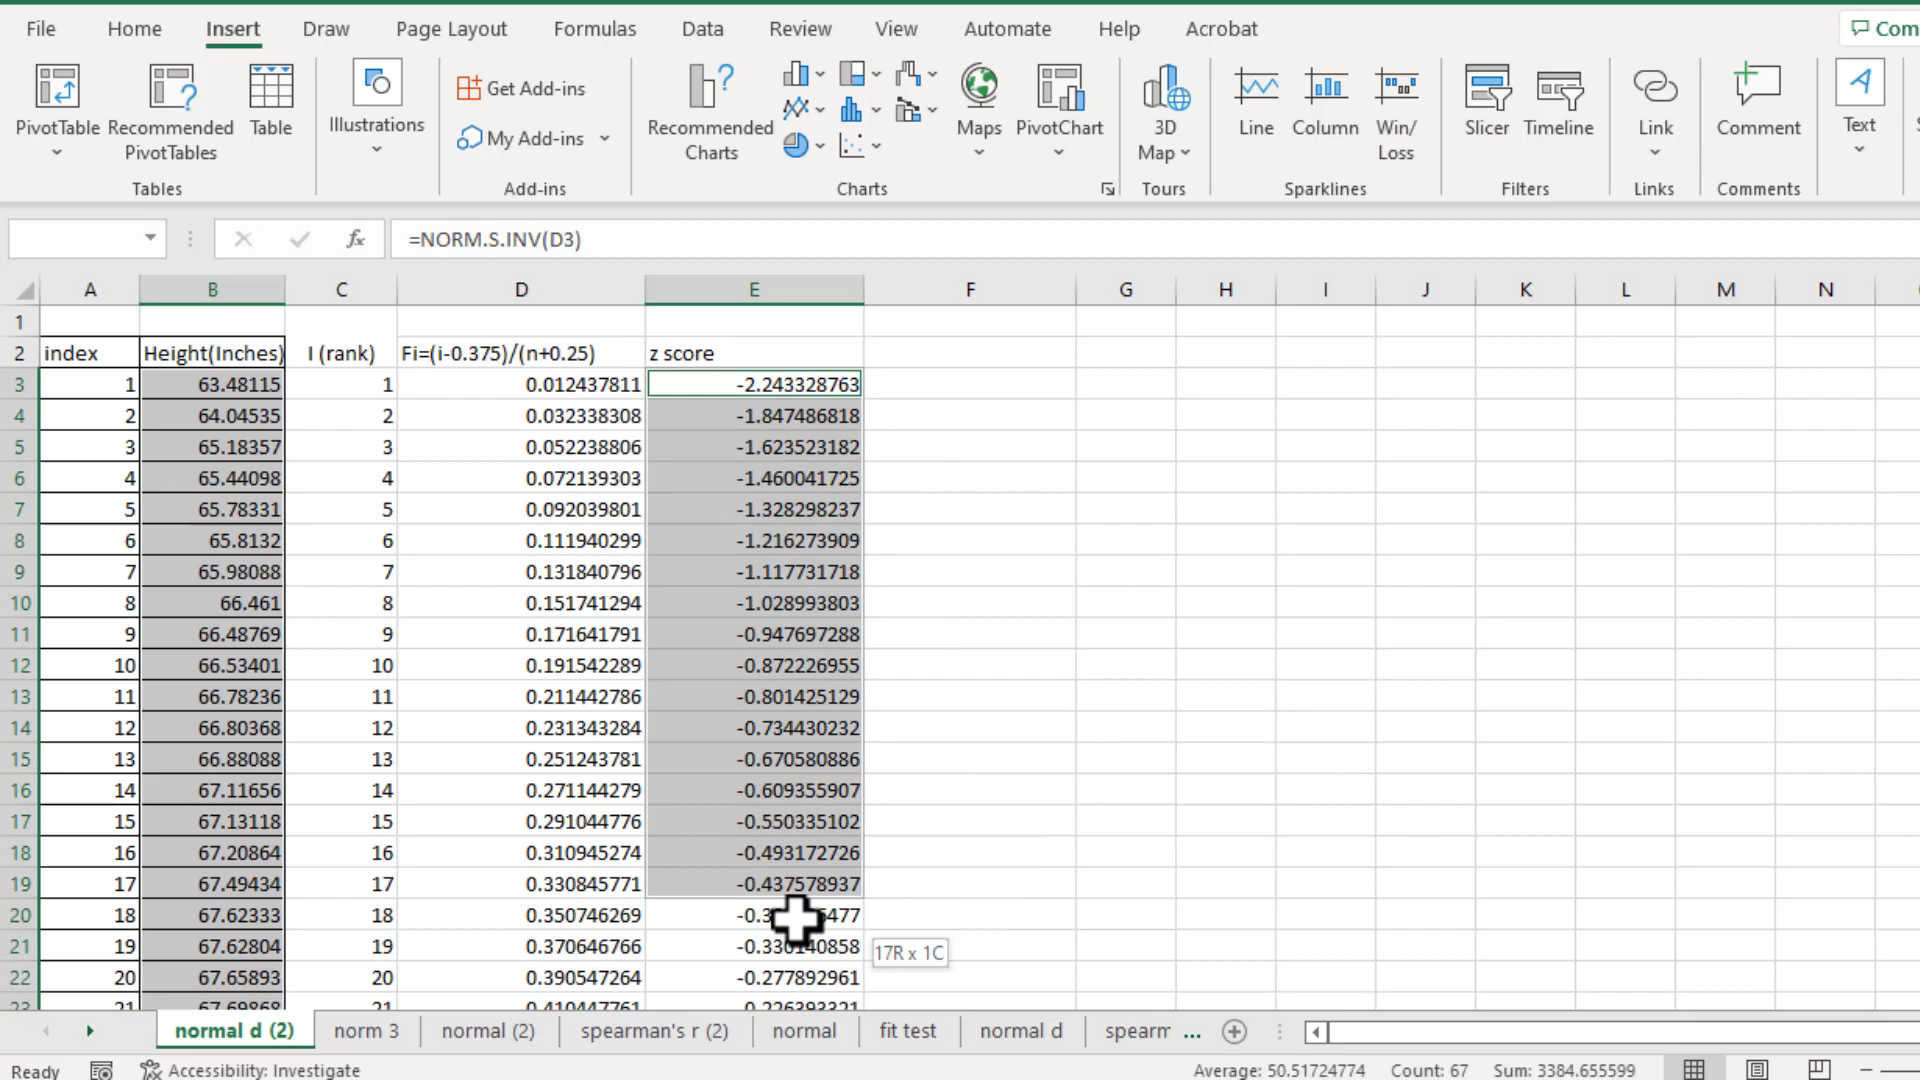 File Home Insert Draw Page Layout Formulas Data Review View Automate Help Acrobat Com
PivotTable Recommended PivotTables Table Illustrations Get Add-ins My Add-ins Recommended Charts Maps PivotChart 3D Map Line Column Win/Loss Slicer Timeline Link Comment Text
Tables Add-ins Charts Tours Sparklines Filters Links Comments
fx =NORM.S.INV(D3)
A B C D E F G H I J K L M N
1
2 index Height(Inches) I (rank) Fi=(i-0.375)/(n+0.25) z score
3 1 63.48115 1 0.012437811 -2.243328763
4 2 64.04535 2 0.032338308 -1.847486818
5 3 65.18357 3 0.052238806 -1.623523182
6 4 65.44098 4 0.072139303 -1.460041725
7 5 65.78331 5 0.092039801 -1.328298237
8 6 65.8132 6 0.111940299 -1.216273909
9 7 65.98088 7 0.131840796 -1.117731718
10 8 66.461 8 0.151741294 -1.028993803
11 9 66.48769 9 0.171641791 -0.947697288
12 10 66.53401 10 0.191542289 -0.872226955
13 11 66.78236 11 0.211442786 -0.801425129
14 12 66.80368 12 0.231343284 -0.734430232
15 13 66.88088 13 0.251243781 -0.670580886
16 14 67.11656 14 0.271144279 -0.609355907
17 15 67.13118 15 0.291044776 -0.550335102
18 16 67.20864 16 0.310945274 -0.493172726
19 17 67.49434 17 0.330845771 -0.437578937
20 18 67.62333 18 0.350746269
21 19 67.62804 19 0.370646766 -0.330140858
17R x 1C
22 20 67.65893 20 0.390547264 -0.277892961
23 21 67.69868 21 0.410447761
normal d (2) norm 3 normal (2) spearman's r (2) normal fit test normal d spearm ...
Ready Accessibility: Investigate Average: 50.51724774 Count: 67 Sum: 3384.655599